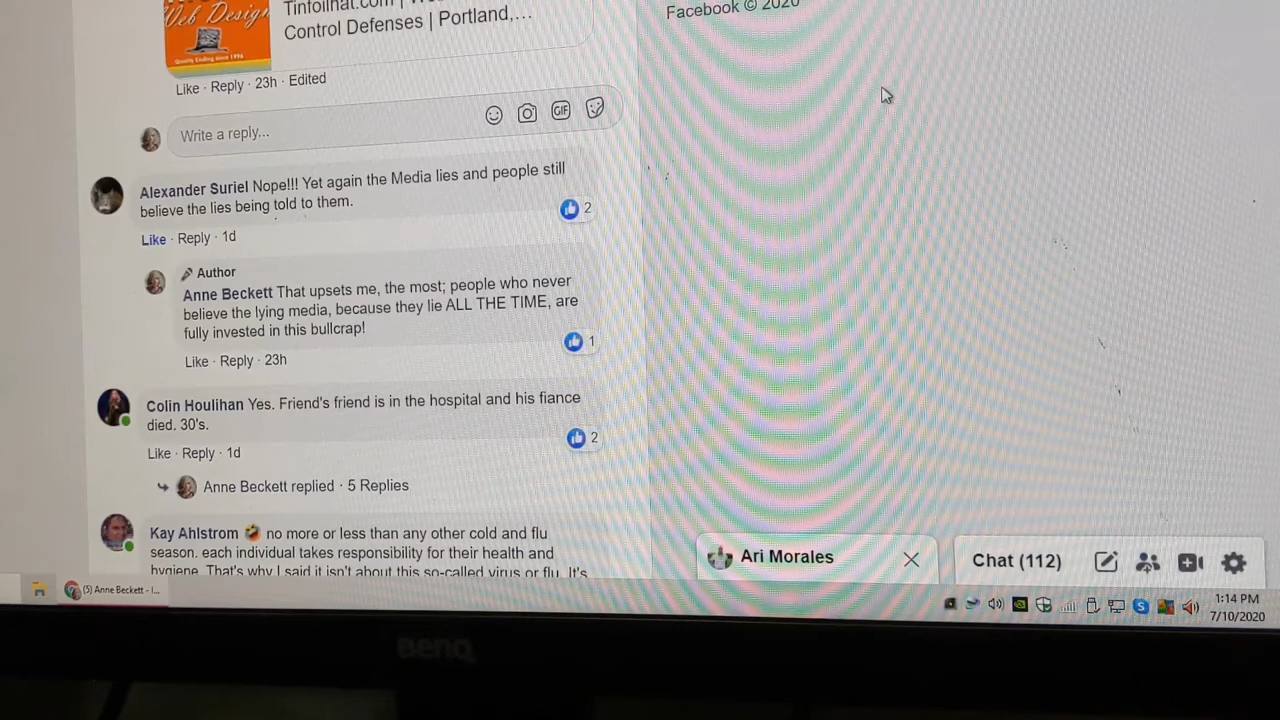 Web Design
Quality Ending since 1996
Tinfoilhat.com |
Control Defenses | Portland,…
Facebook © 2020
Like · Reply · 23h · Edited
Write a reply...
GIF
Alexander Suriel Nope!!! Yet again the Media lies and people still
believe the lies being told to them.
2
Like · Reply · 1d
Author
Anne Beckett That upsets me, the most; people who never
believe the lying media, because they lie ALL THE TIME, are
fully invested in this bullcrap!
1
Like · Reply · 23h
Colin Houlihan Yes. Friend's friend is in the hospital and his fiance
died. 30's.
2
Like · Reply · 1d
Anne Beckett replied · 5 Replies
Kay Ahlstrom 🤣 no more or less than any other cold and flu
season. each individual takes responsibility for their health and
hygiene. That's why I said it isn't about this so-called virus or flu. It's
Ari Morales
Chat (112)
(5) Anne Beckett - I...
1:14 PM
7/10/2020
BenQ